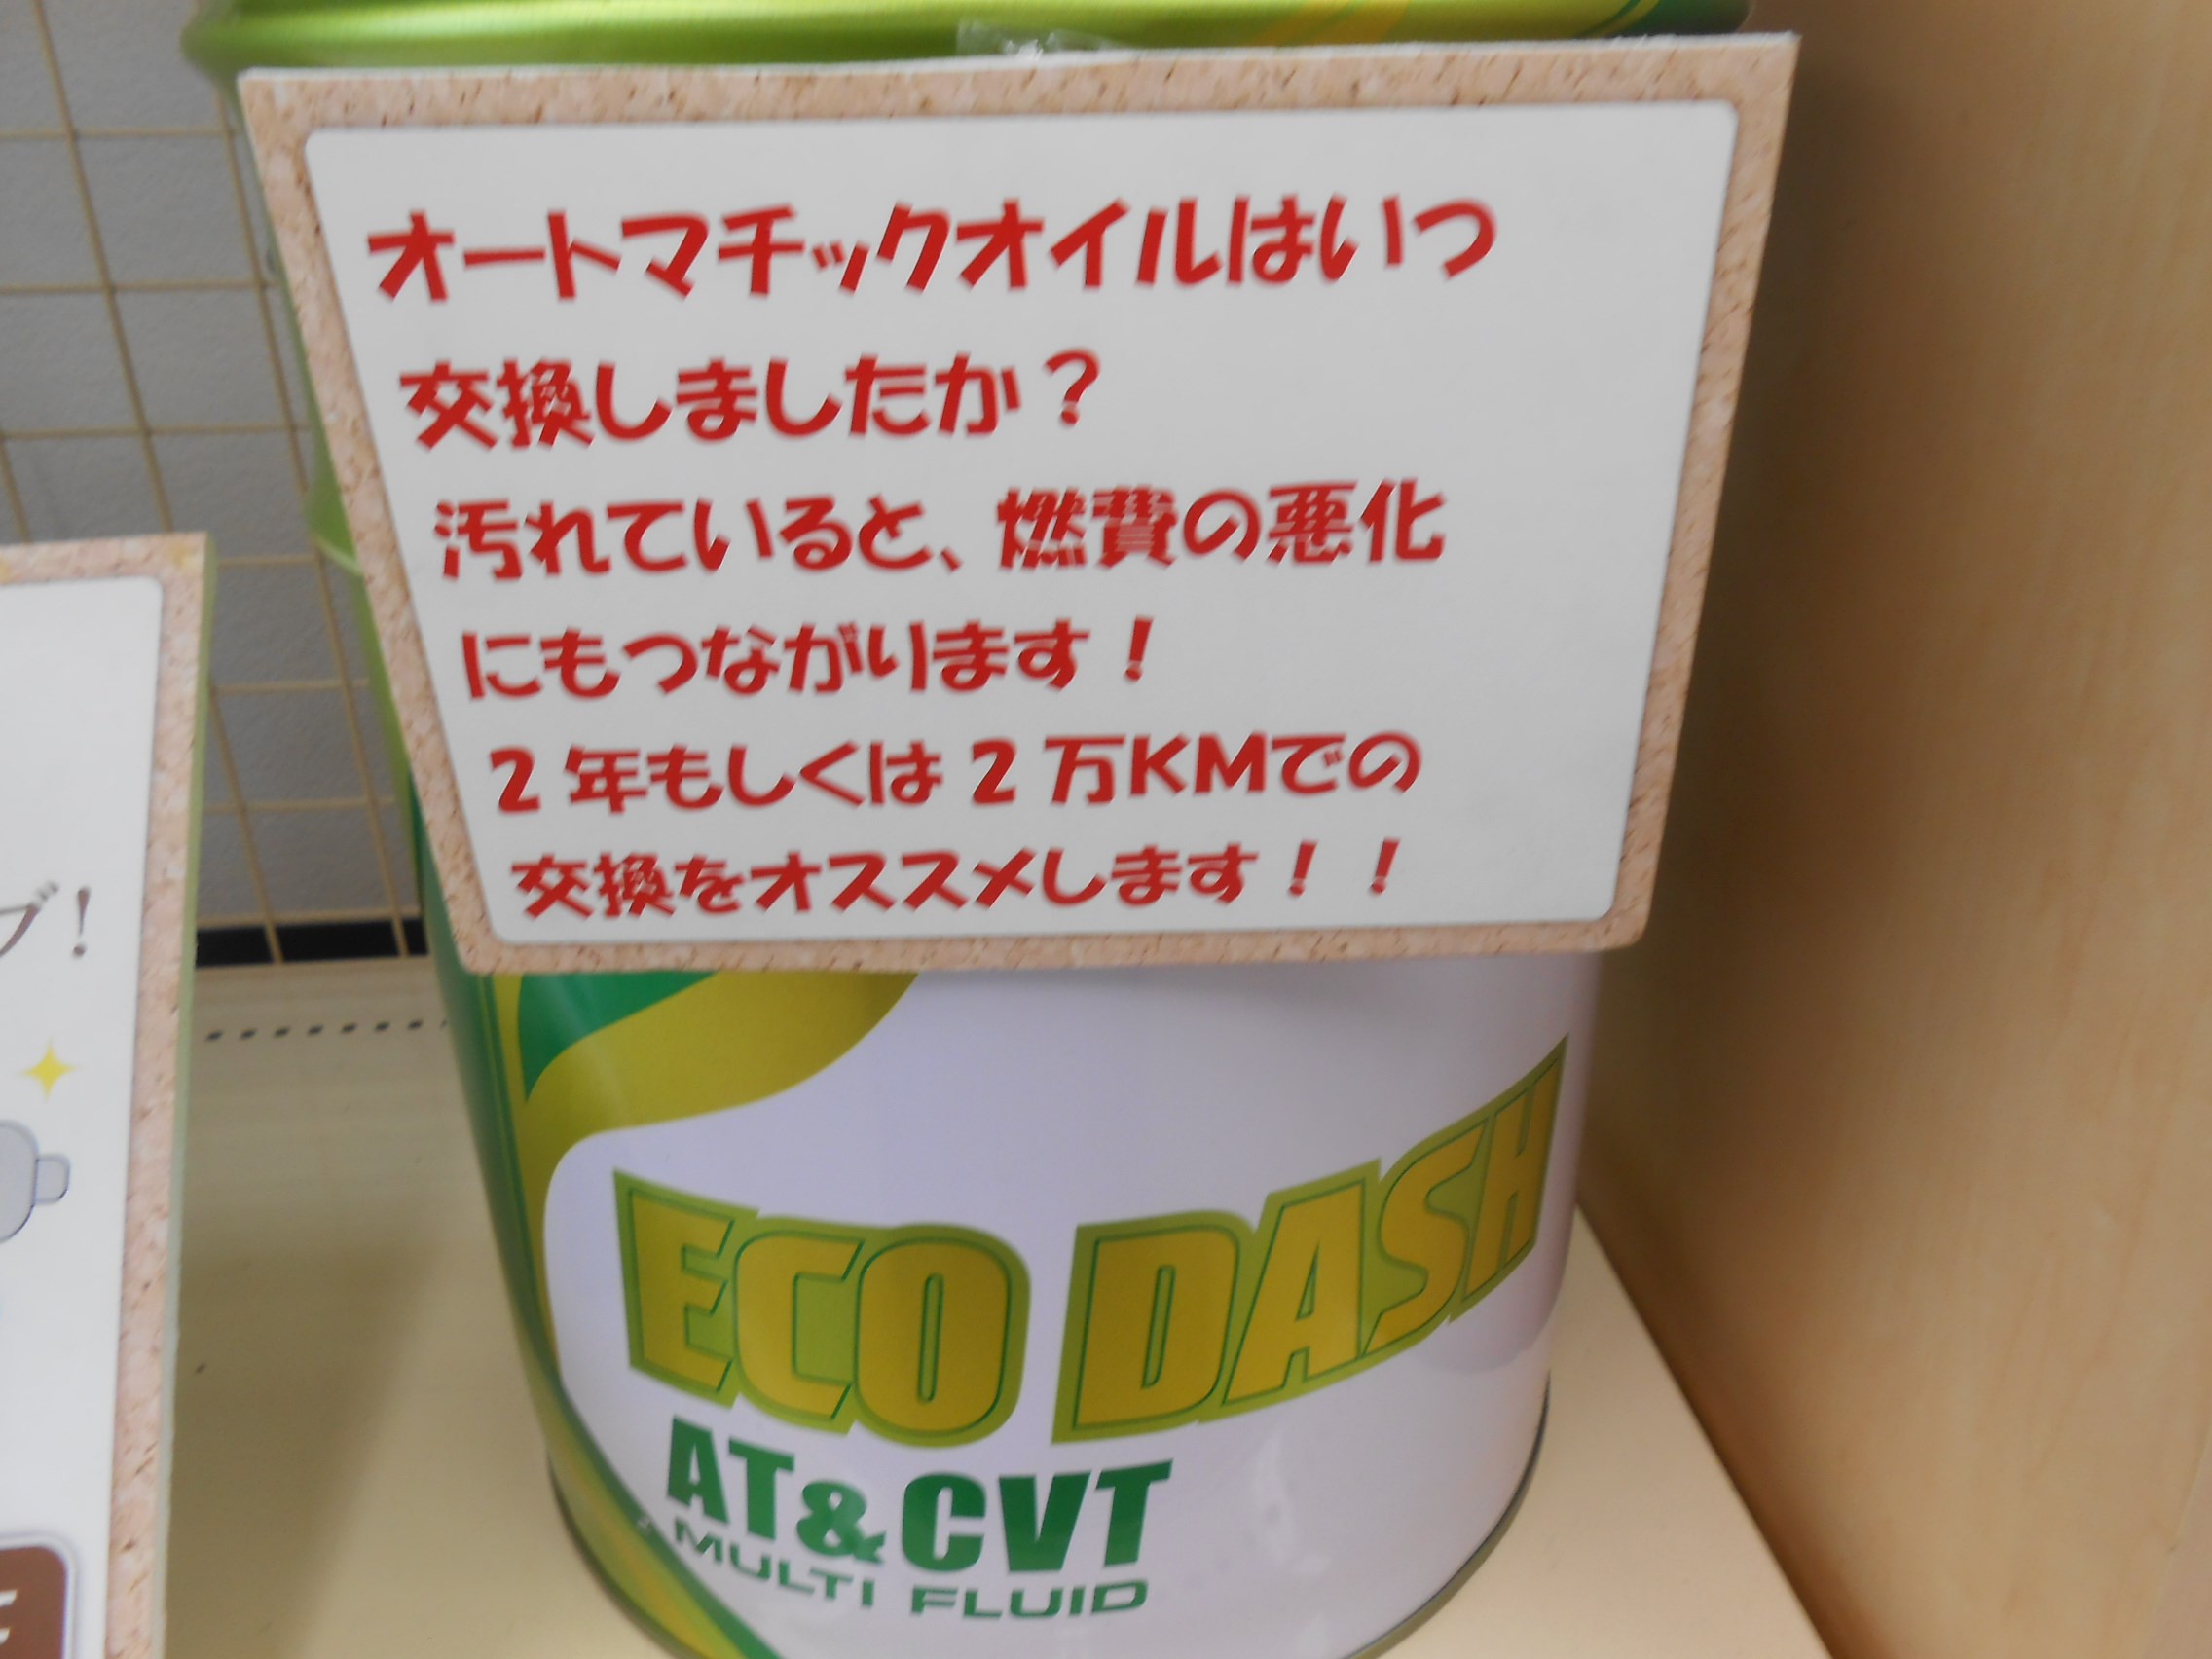 オートマチックオイルはいつ
交換しましたか？
汚れていると、燃費の悪化
にもつながります！
2年もしくは2万KMでの
交換をオススメします！！
ブ！
ECO DASH
AT&CVT
MULTI FLUID